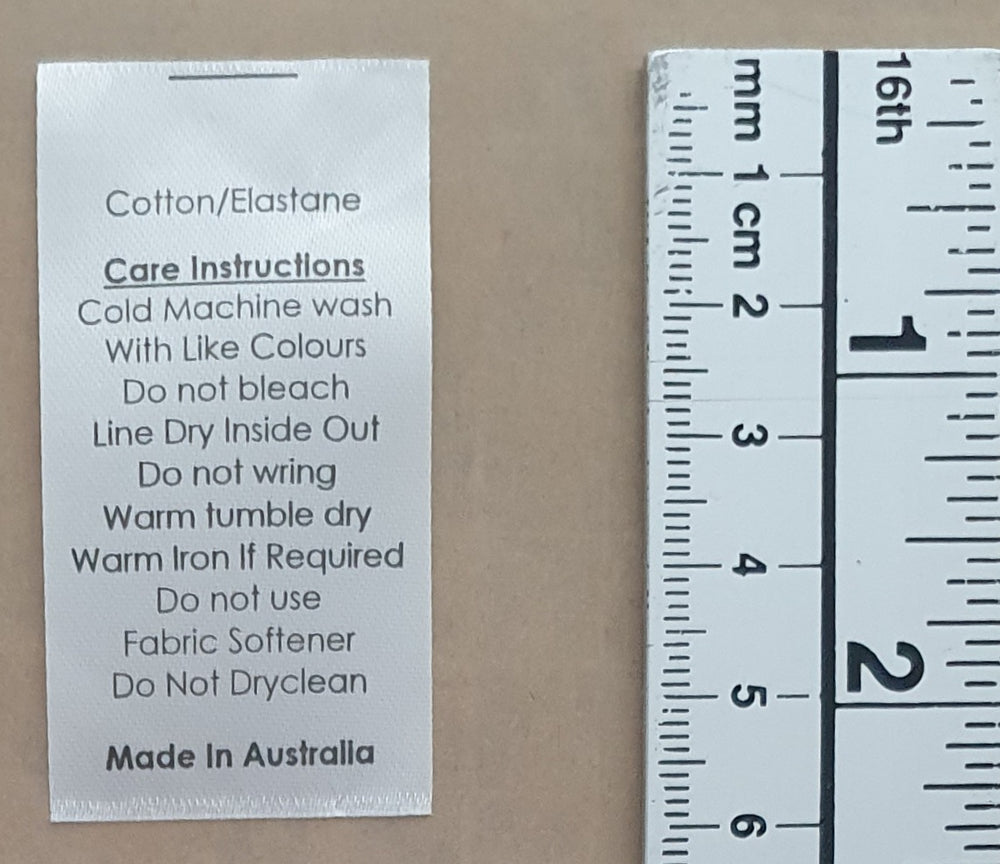 Cotton/Elastane
Care Instructions
Cold Machine wash
With Like Colours
Do not bleach
Line Dry Inside Out
Do not wring
Warm tumble dry
Warm Iron If Required
Do not use
Fabric Softener
Do Not Dryclean
Made In Australia
mm 1 cm 2 3 4 5 6
16th 1 2